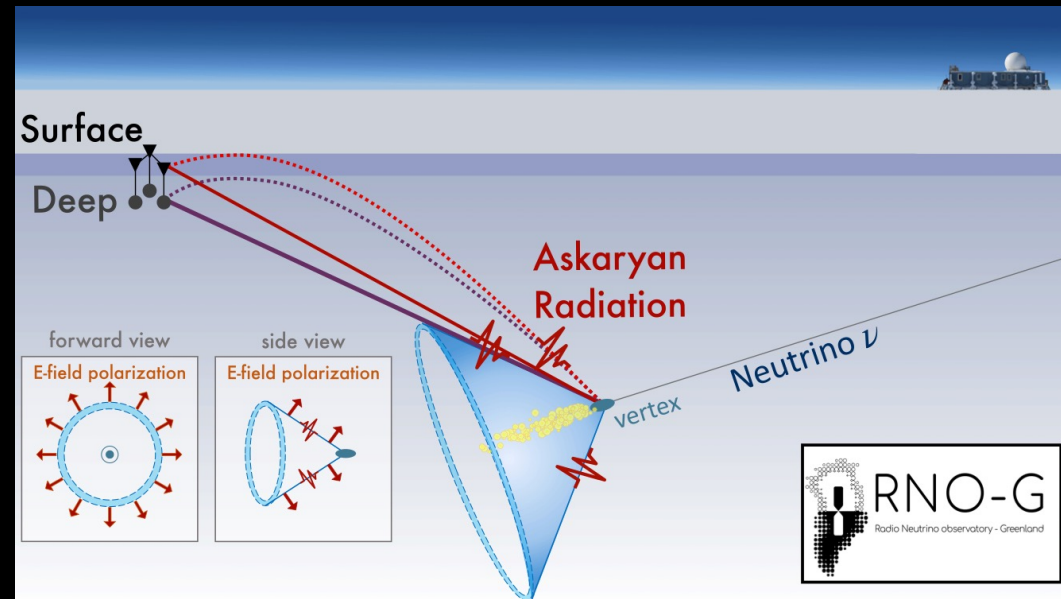 Surface
Deep
Askaryan
Radiation
Neutrino ν
vertex
forward view
E-field polarization
side view
E-field polarization
RNO-G
Radio Neutrino observatory - Greenland